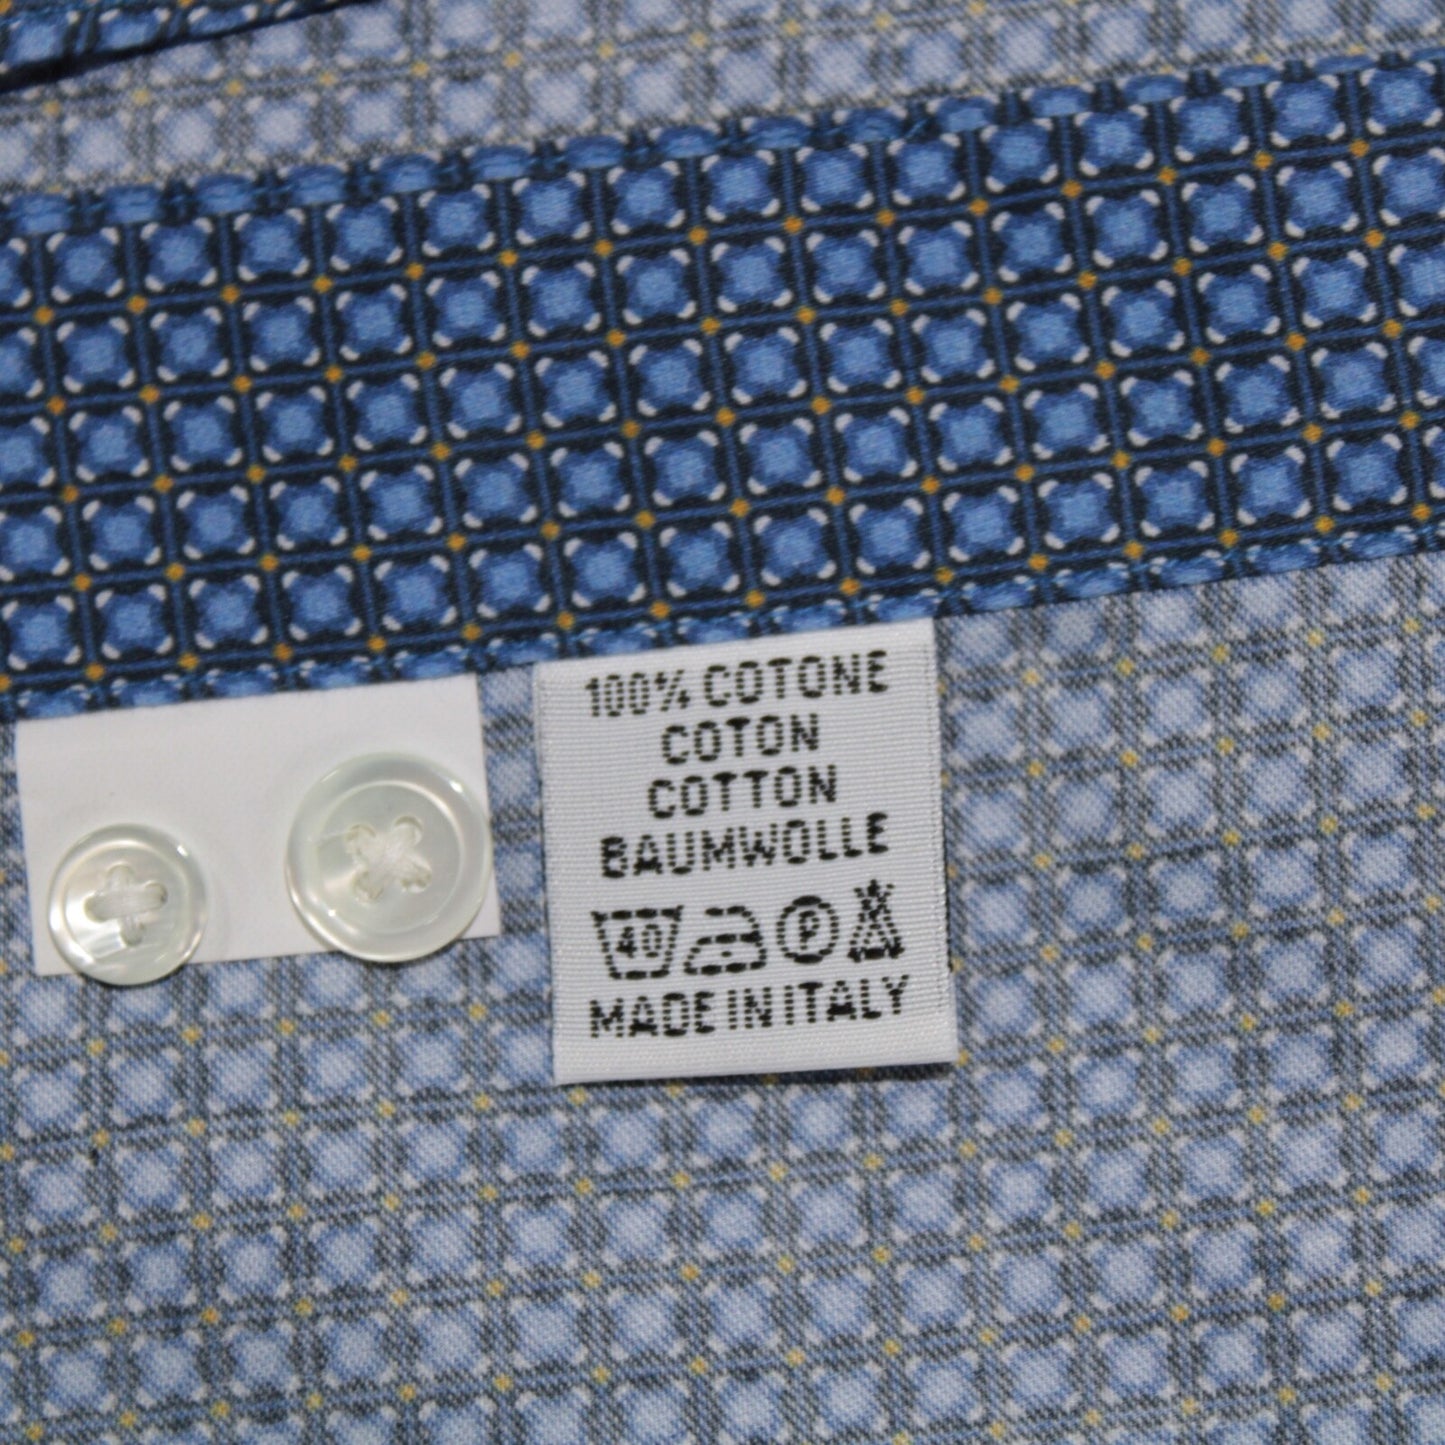 100% COTONE
COTON
COTTON
BAUMWOLLE
40 P
MADE IN ITALY